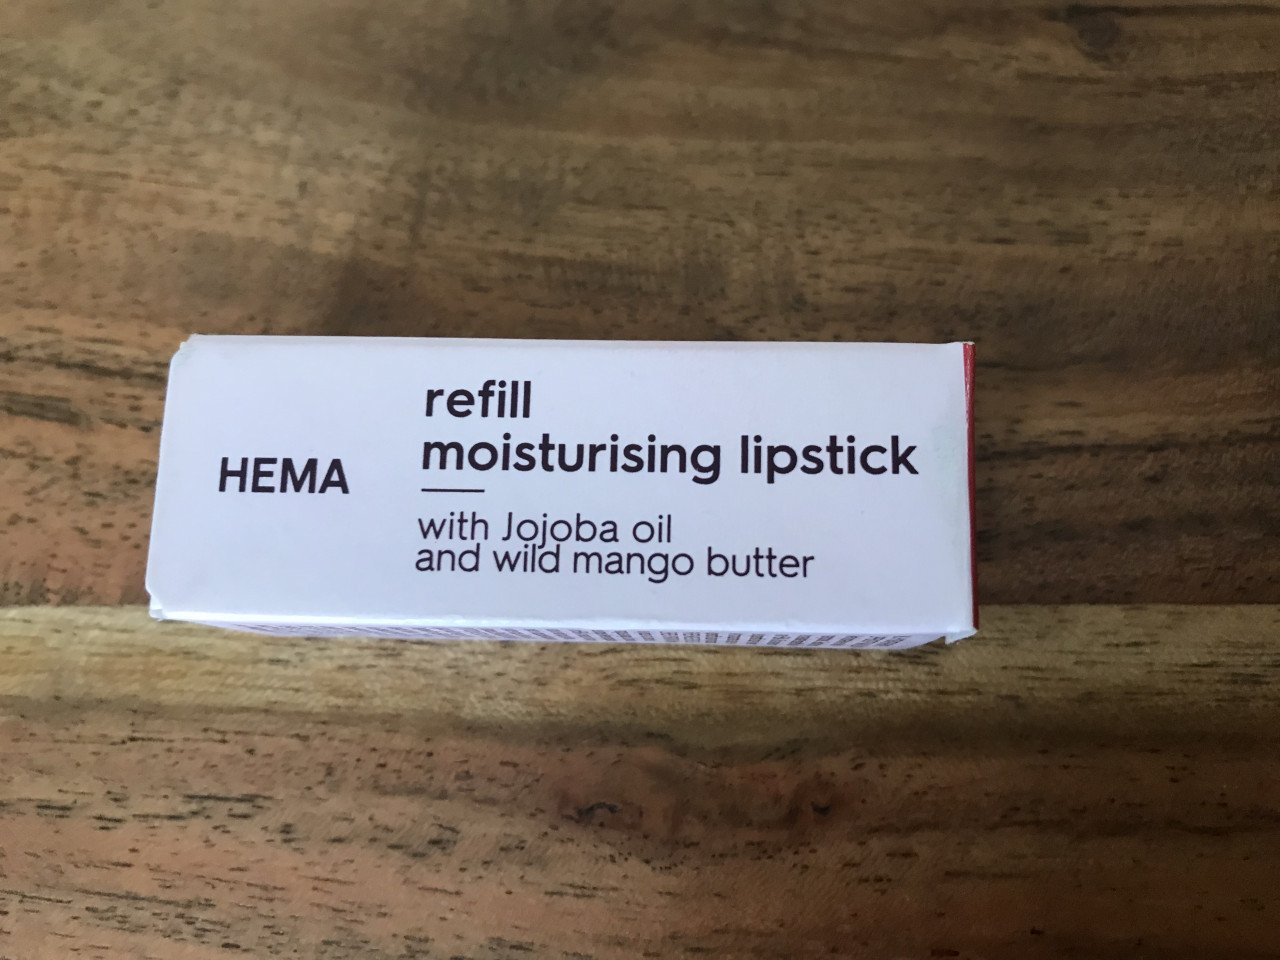 HEMA
refill
moisturising lipstick
with Jojoba oil
and wild mango butter